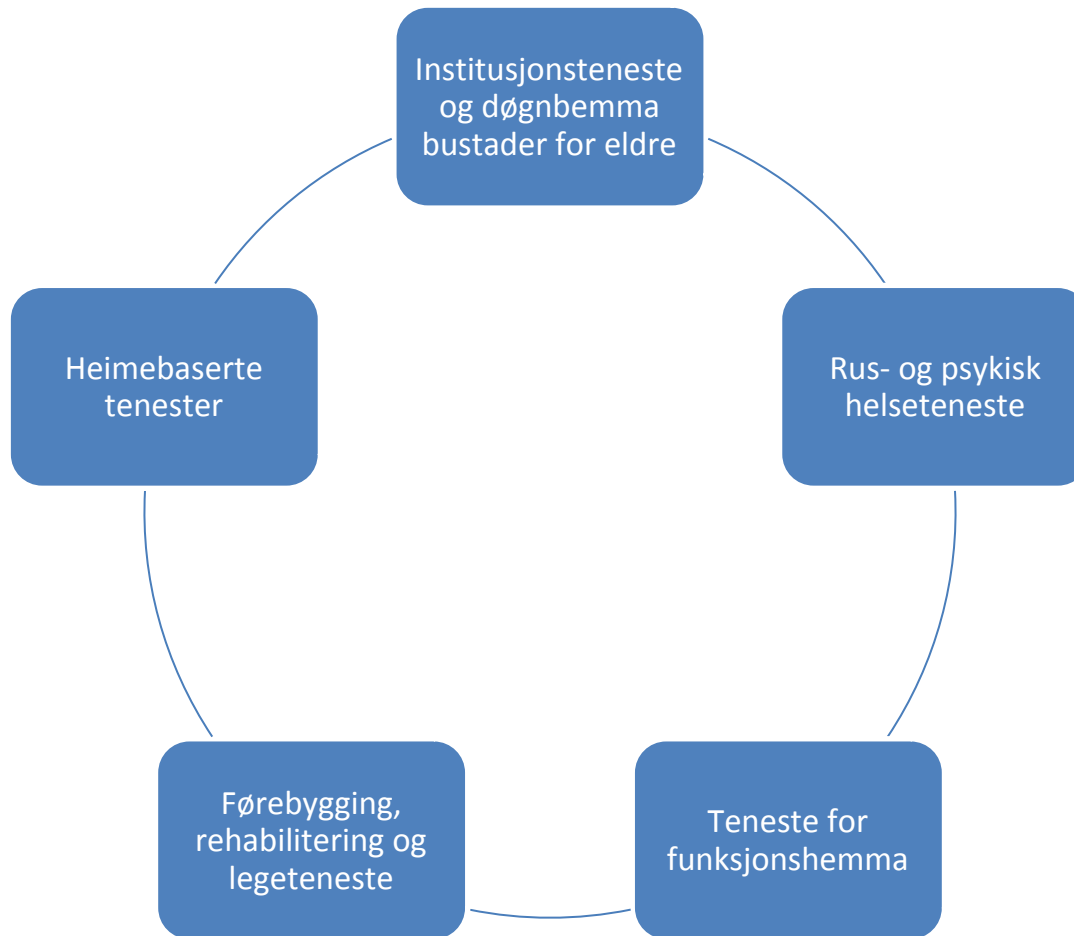 Institusjonsteneste
og døgnbemma
bustader for eldre
Rus- og psykisk
helseteneste
Teneste for
funksjonshemma
Førebygging,
rehabilitering og
legeteneste
Heimebaserte
tenester